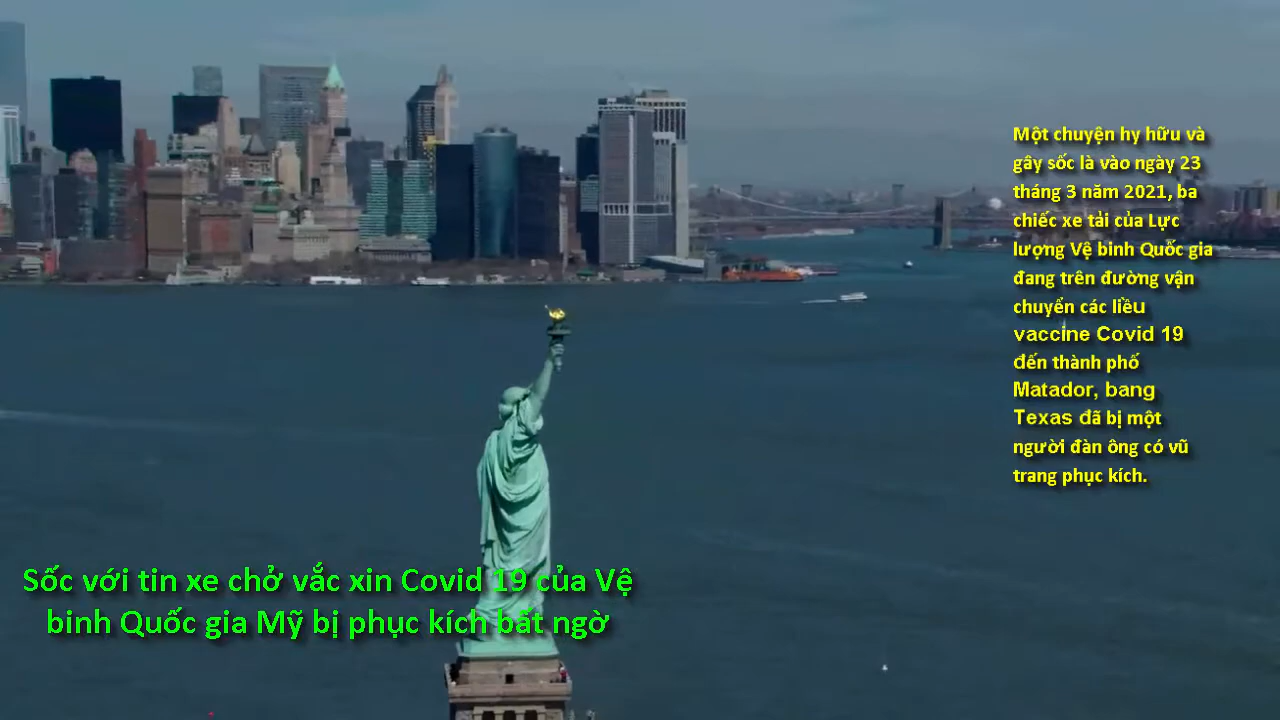 Một chuyện hy hữu và
gây sốc là vào ngày 23
tháng 3 năm 2021, ba
chiếc xe tải của Lực
lượng Vệ binh Quốc gia
đang trên đường vận
chuyển các liều
vaccine Covid 19
đến thành phố
Matador, bang
Texas đã bị một
người đàn ông có vũ
trang phục kích.
Sốc với tin xe chở vắc xin Covid 19 của Vệ
binh Quốc gia Mỹ bị phục kích bất ngờ